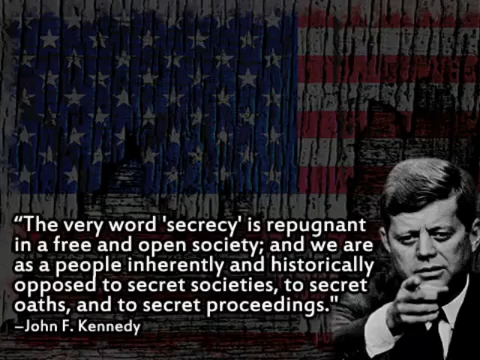 “The very word 'secrecy' is repugnant
in a free and open society; and we are
as a people inherently and historically
opposed to secret societies, to secret
oaths, and to secret proceedings."
–John F. Kennedy